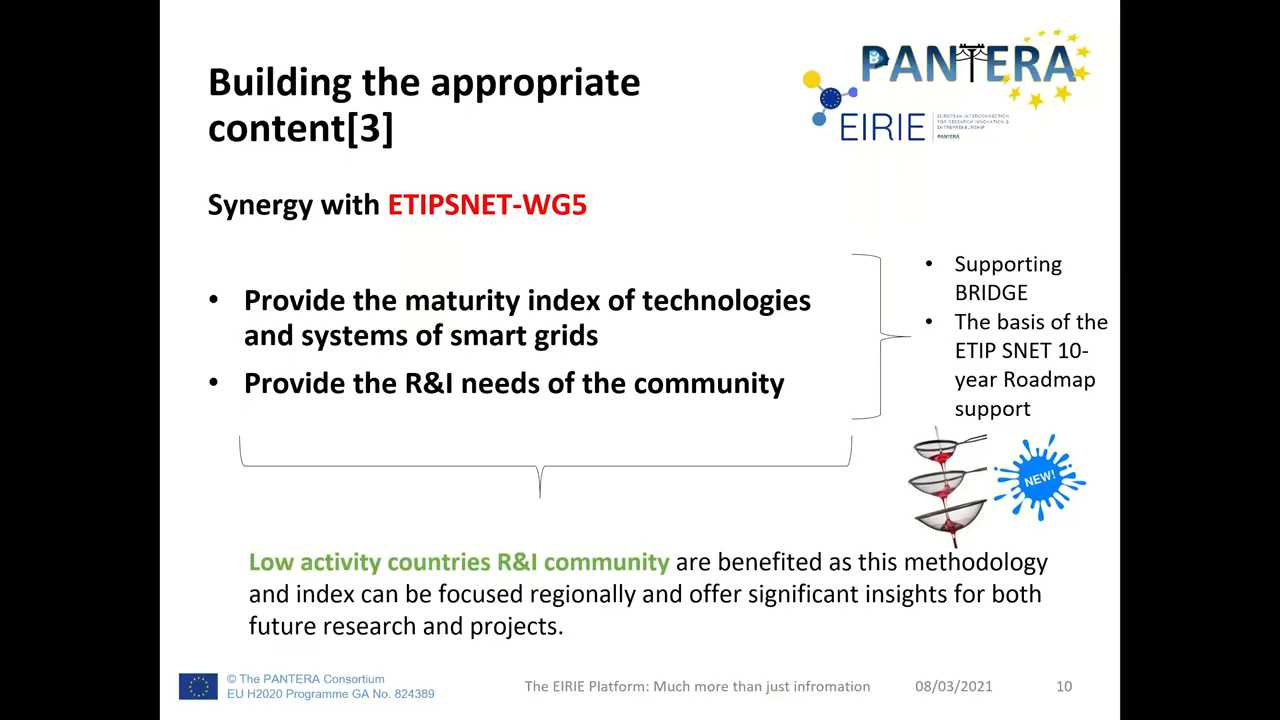 Building the appropriate
content[3]
PANTERA
EIRIE
EUROPEAN INTERCONNECTION
FOR RESEARCH INNOVATION &
ENTREPRENEURSHIP
PANTERA
Synergy with ETIPSNET-WG5
• Provide the maturity index of technologies
and systems of smart grids
• Provide the R&I needs of the community
• Supporting
BRIDGE
• The basis of the
ETIP SNET 10-
year Roadmap
support
NEW!
Low activity countries R&I community are benefited as this methodology
and index can be focused regionally and offer significant insights for both
future research and projects.
© The PANTERA Consortium
EU H2020 Programme GA No. 824389
The EIRIE Platform: Much more than just infromation
08/03/2021
10